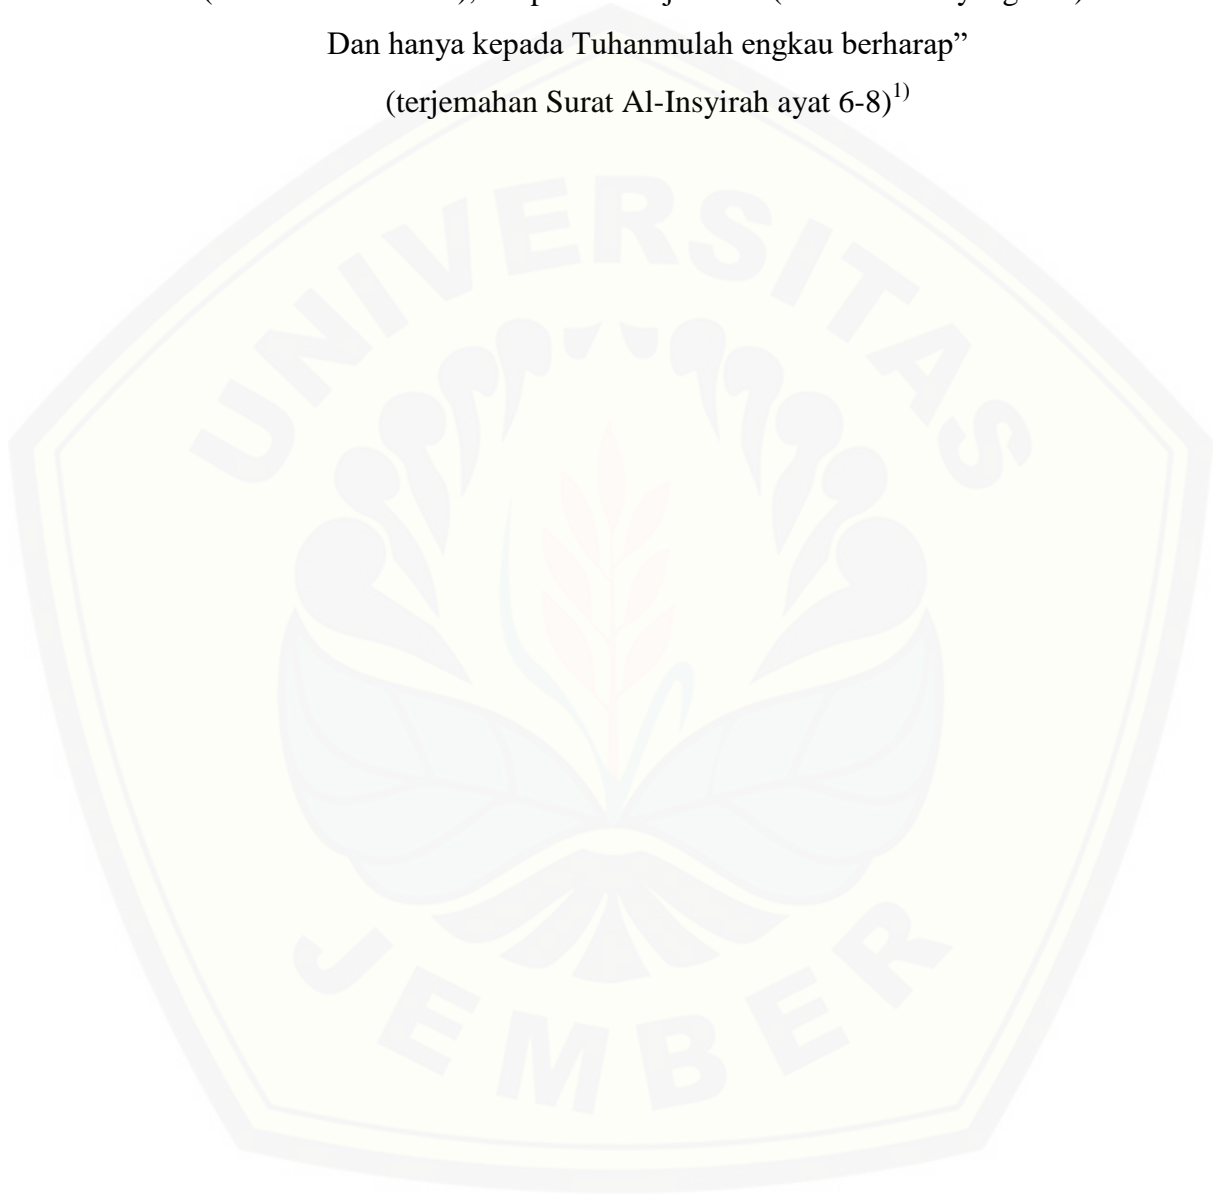 Dan hanya kepada Tuhanmulah engkau berharap”
(terjemahan Surat Al-Insyirah ayat 6-8)1)
UNIVERSITAS
JEMBER